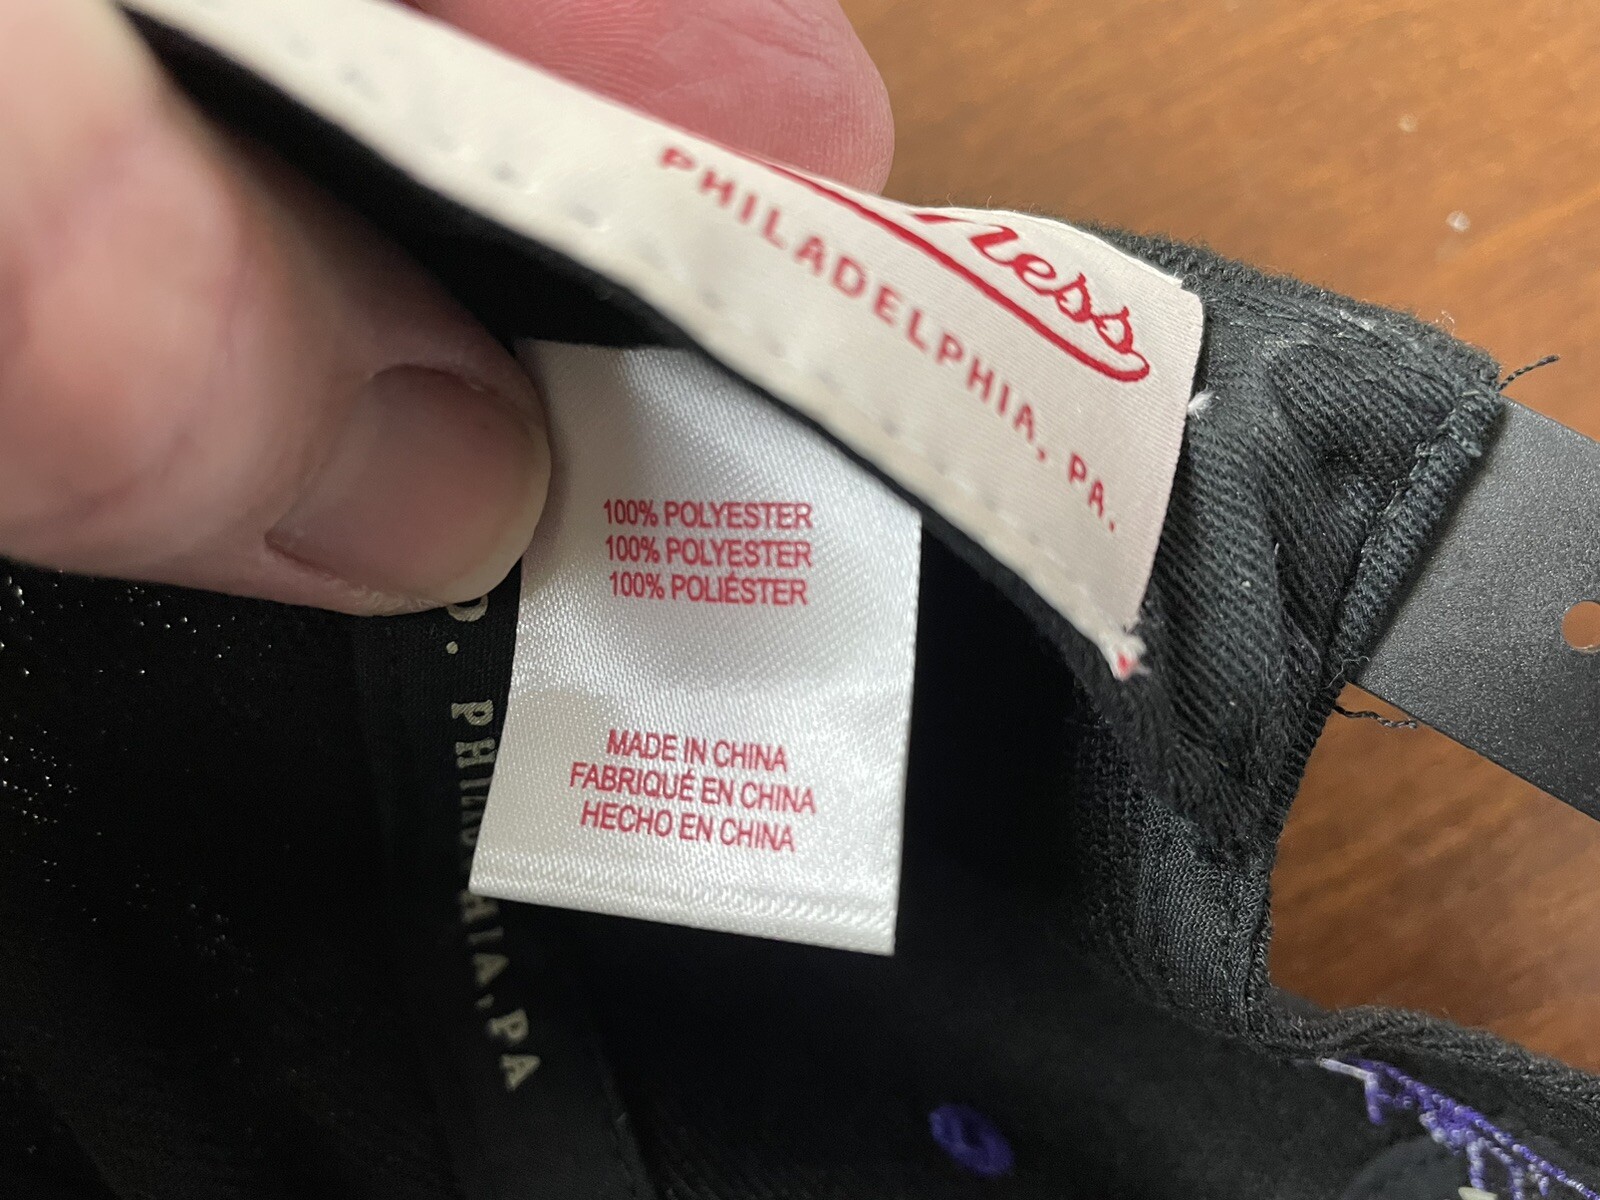 ness
PHILADELPHIA, PA.
100% POLYESTER
100% POLYESTER
100% POLIÉSTER
MADE IN CHINA
FABRIQUÉ EN CHINA
HECHO EN CHINA
PHILADELPHIA, PA